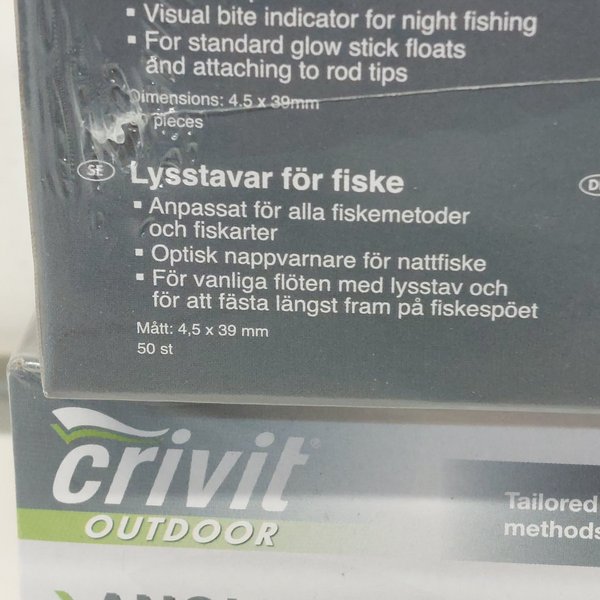 ▪ Visual bite indicator for night fishing
▪ For standard glow stick floats
and attaching to rod tips
Dimensions: 4.5 x 39mm
pieces
SE Lysstavar för fiske
▪ Anpassat för alla fiskemetoder
och fiskarter
▪ Optisk nappvarnare för nattfiske
▪ För vanliga flöten med lysstav och
för att fästa längst fram på fiskespöet
Mått: 4,5 x 39 mm
50 st
crivit®
OUTDOOR
Tailored
methods